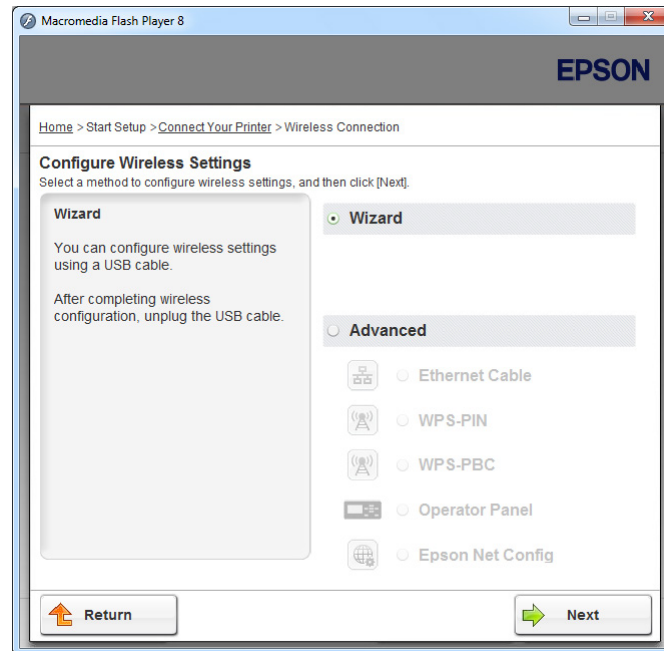 Macromedia Flash Player 8
EPSON
Home > Start Setup > Connect Your Printer > Wireless Connection
Configure Wireless Settings
Select a method to configure wireless settings, and then click [Next].
Wizard
You can configure wireless settings
using a USB cable.
After completing wireless
configuration, unplug the USB cable.
Wizard
Advanced
Ethernet Cable
WPS-PIN
WPS-PBC
Operator Panel
Epson Net Config
Return
Next